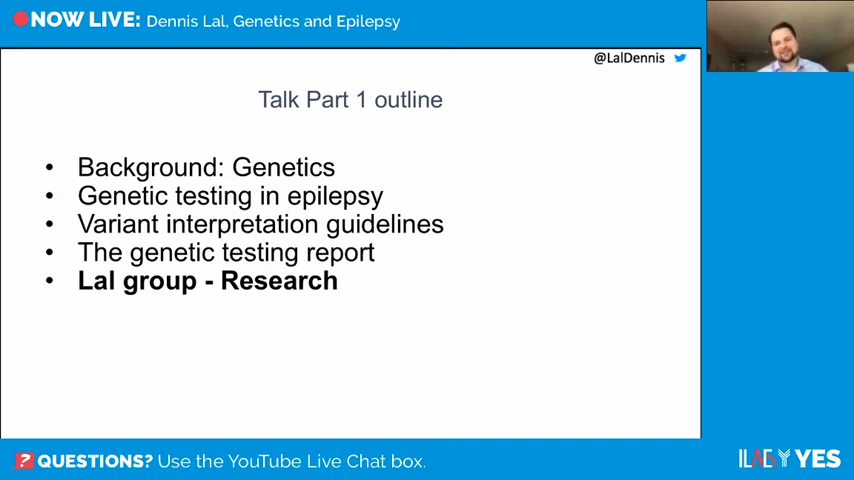 NOW LIVE: Dennis Lal, Genetics and Epilepsy
@LalDennis
Talk Part 1 outline
• Background: Genetics
• Genetic testing in epilepsy
• Variant interpretation guidelines
• The genetic testing report
• Lal group - Research
? QUESTIONS? Use the YouTube Live Chat box.
ILAE YES